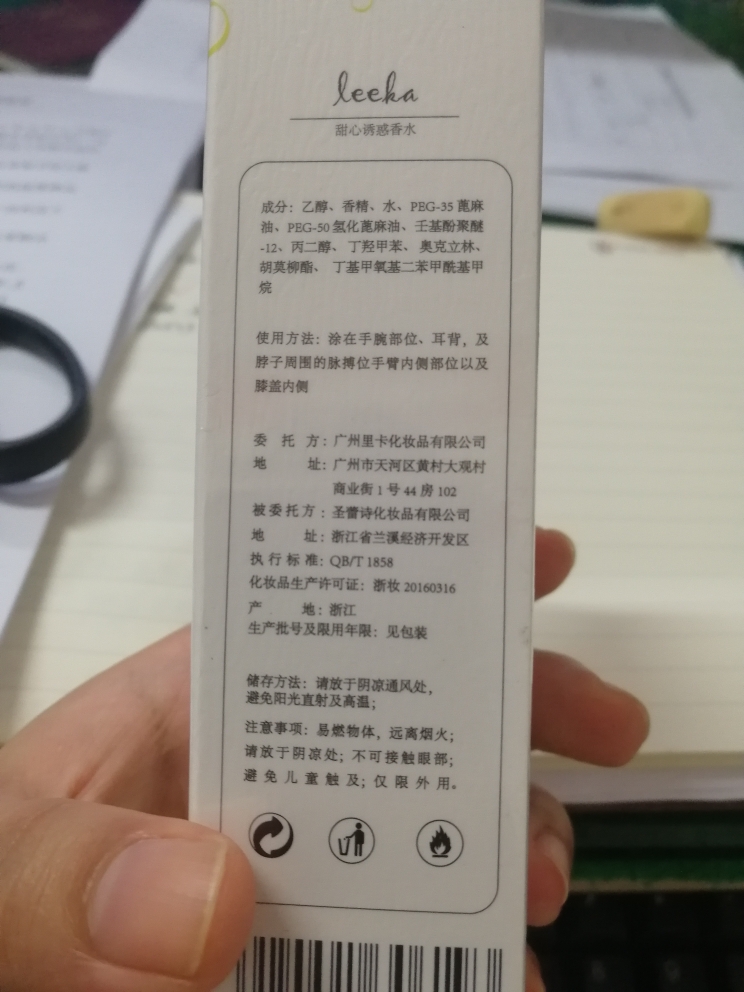 leeka
甜心诱惑香水
成分：乙醇、香精、水、PEG-35 蓖麻
油、PEG-50 氢化蓖麻油、壬基酚聚醚
-12、丙二醇、丁羟甲苯、奥克立林、
胡莫柳酯、丁基甲氧基二苯甲酰基甲
烷
使用方法：涂在手腕部位、耳背，及
脖子周围的脉搏位手臂内侧部位以及
膝盖内侧
委托方：广州里卡化妆品有限公司
地址：广州市天河区黄村大观村
商业街 1 号 44 房 102
被委托方：圣蕾诗化妆品有限公司
地址：浙江省兰溪经济开发区
执行标准：QB/T 1858
化妆品生产许可证：浙妆 20160316
产地：浙江
生产批号及限用年限：见包装
储存方法：请放于阴凉通风处，
避免阳光直射及高温；
注意事项：易燃物体，远离烟火；
请放于阴凉处；不可接触眼部；
避免儿童触及；仅限外用。